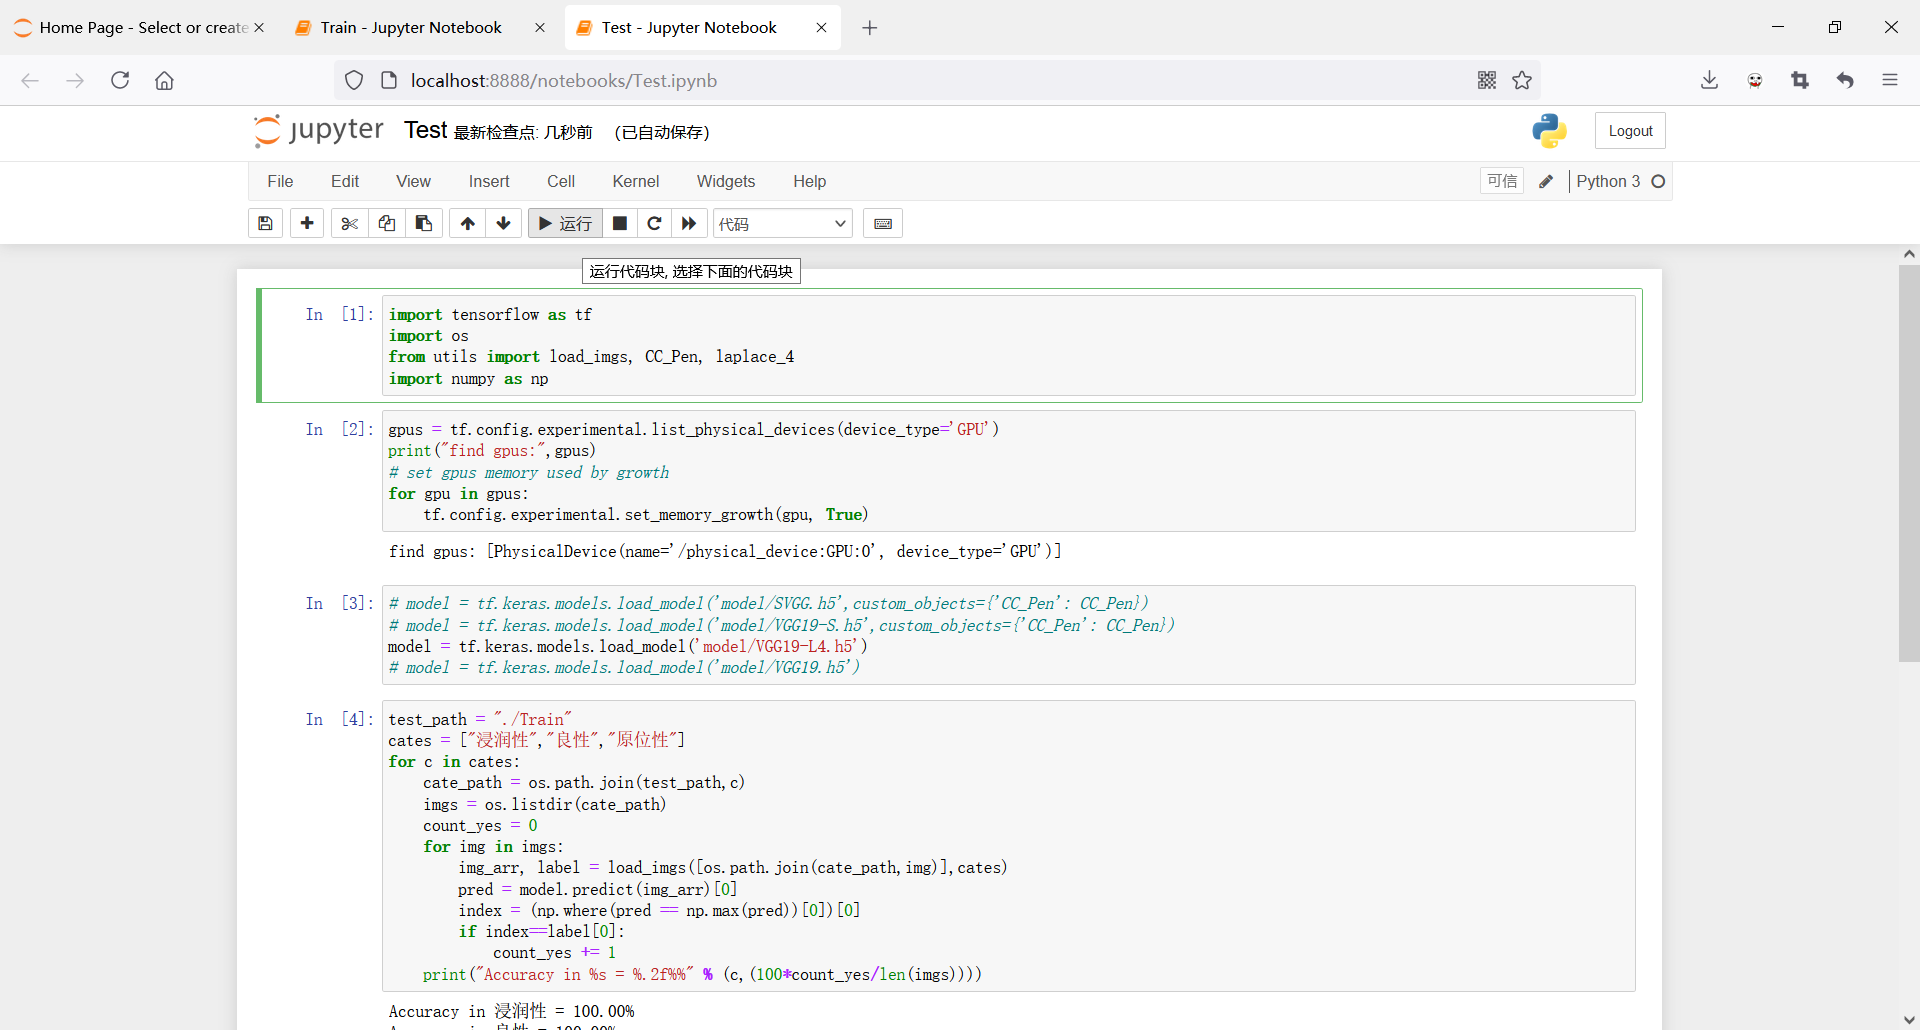 Home Page - Select or create
Train - Jupyter Notebook
Test - Jupyter Notebook
localhost:8888/notebooks/Test.ipynb
jupyter Test 最新检查点: 几秒前 (已自动保存)
Logout
File Edit View Insert Cell Kernel Widgets Help
可信 Python 3
运行 代码
运行代码块, 选择下面的代码块
In [1]: import tensorflow as tf
import os
from utils import load_imgs, CC_Pen, laplace_4
import numpy as np
In [2]: gpus = tf.config.experimental.list_physical_devices(device_type='GPU')
print("find gpus:",gpus)
# set gpus memory used by growth
for gpu in gpus:
    tf.config.experimental.set_memory_growth(gpu, True)
find gpus: [PhysicalDevice(name='/physical_device:GPU:0', device_type='GPU')]
In [3]: # model = tf.keras.models.load_model('model/SVGG.h5',custom_objects={'CC_Pen': CC_Pen})
# model = tf.keras.models.load_model('model/VGG19-S.h5',custom_objects={'CC_Pen': CC_Pen})
model = tf.keras.models.load_model('model/VGG19-L4.h5')
# model = tf.keras.models.load_model('model/VGG19.h5')
In [4]: test_path = "./Train"
cates = ["浸润性","良性","原位性"]
for c in cates:
    cate_path = os.path.join(test_path,c)
    imgs = os.listdir(cate_path)
    count_yes = 0
    for img in imgs:
        img_arr, label = load_imgs([os.path.join(cate_path,img)],cates)
        pred = model.predict(img_arr)[0]
        index = (np.where(pred == np.max(pred))[0])[0]
        if index==label[0]:
            count_yes += 1
    print("Accuracy in %s = %.2f%%" % (c,(100*count_yes/len(imgs))))
Accuracy in 浸润性 = 100.00%
Accuracy in 良性 = 100.00%